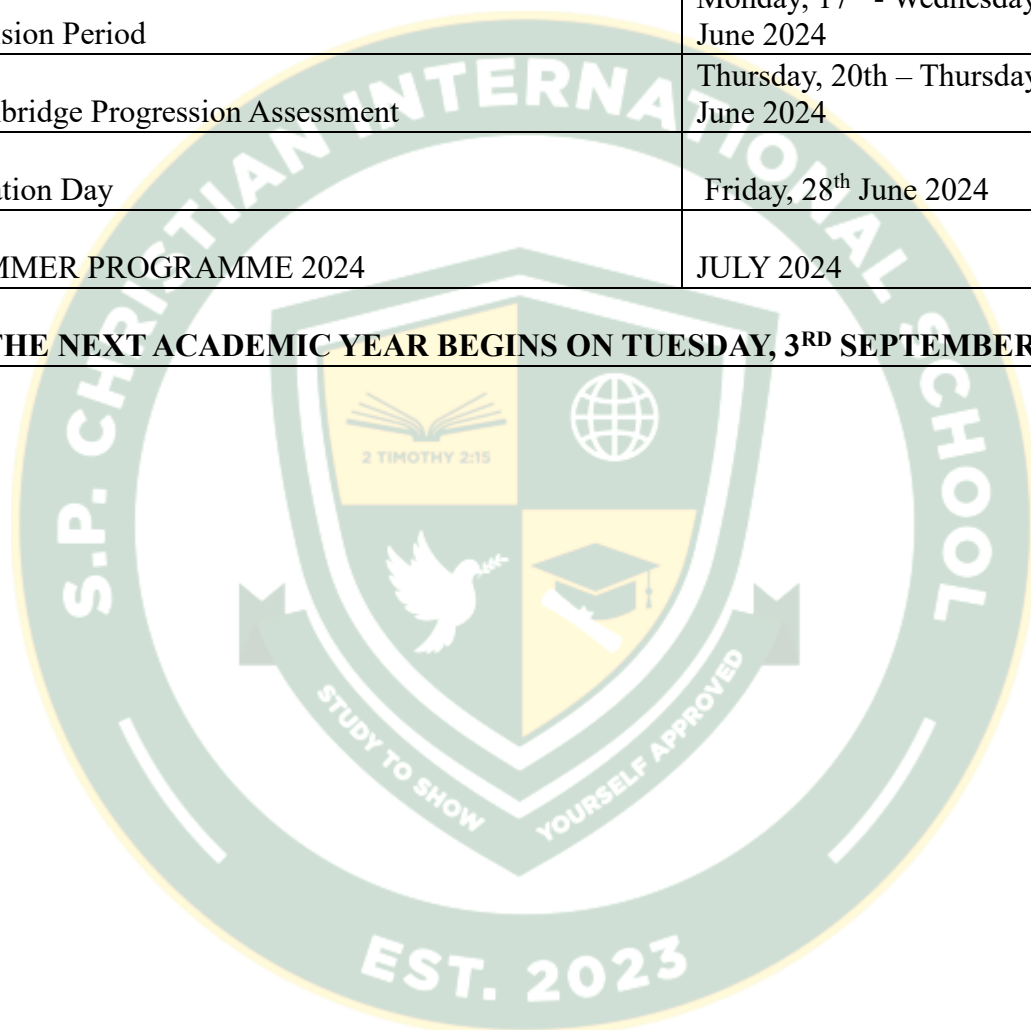 sion Period
Monday, 17th - Wednesday
June 2024
bridge Progression Assessment
Thursday, 20th – Thursday
June 2024
ation Day
Friday, 28th June 2024
MMER PROGRAMME 2024
JULY 2024
THE NEXT ACADEMIC YEAR BEGINS ON TUESDAY, 3RD SEPTEMBER
S.P. CHRISTIAN INTERNATIONAL SCHOOL
2 TIMOTHY 2:15
STUDY TO SHOW
YOURSELF APPROVED
EST. 2023